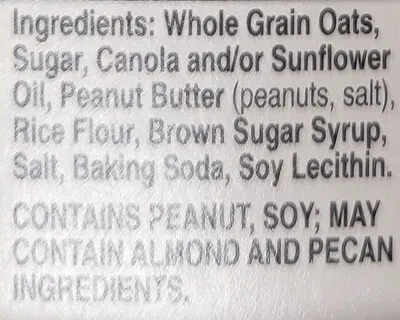 Ingredients: Whole Grain Oats,
Sugar, Canola and/or Sunflower
Oil, Peanut Butter (peanuts, salt),
Rice Flour, Brown Sugar Syrup,
Salt, Baking Soda, Soy Lecithin.
CONTAINS PEANUT, SOY; MAY
CONTAIN ALMOND AND PECAN
INGREDIENTS.